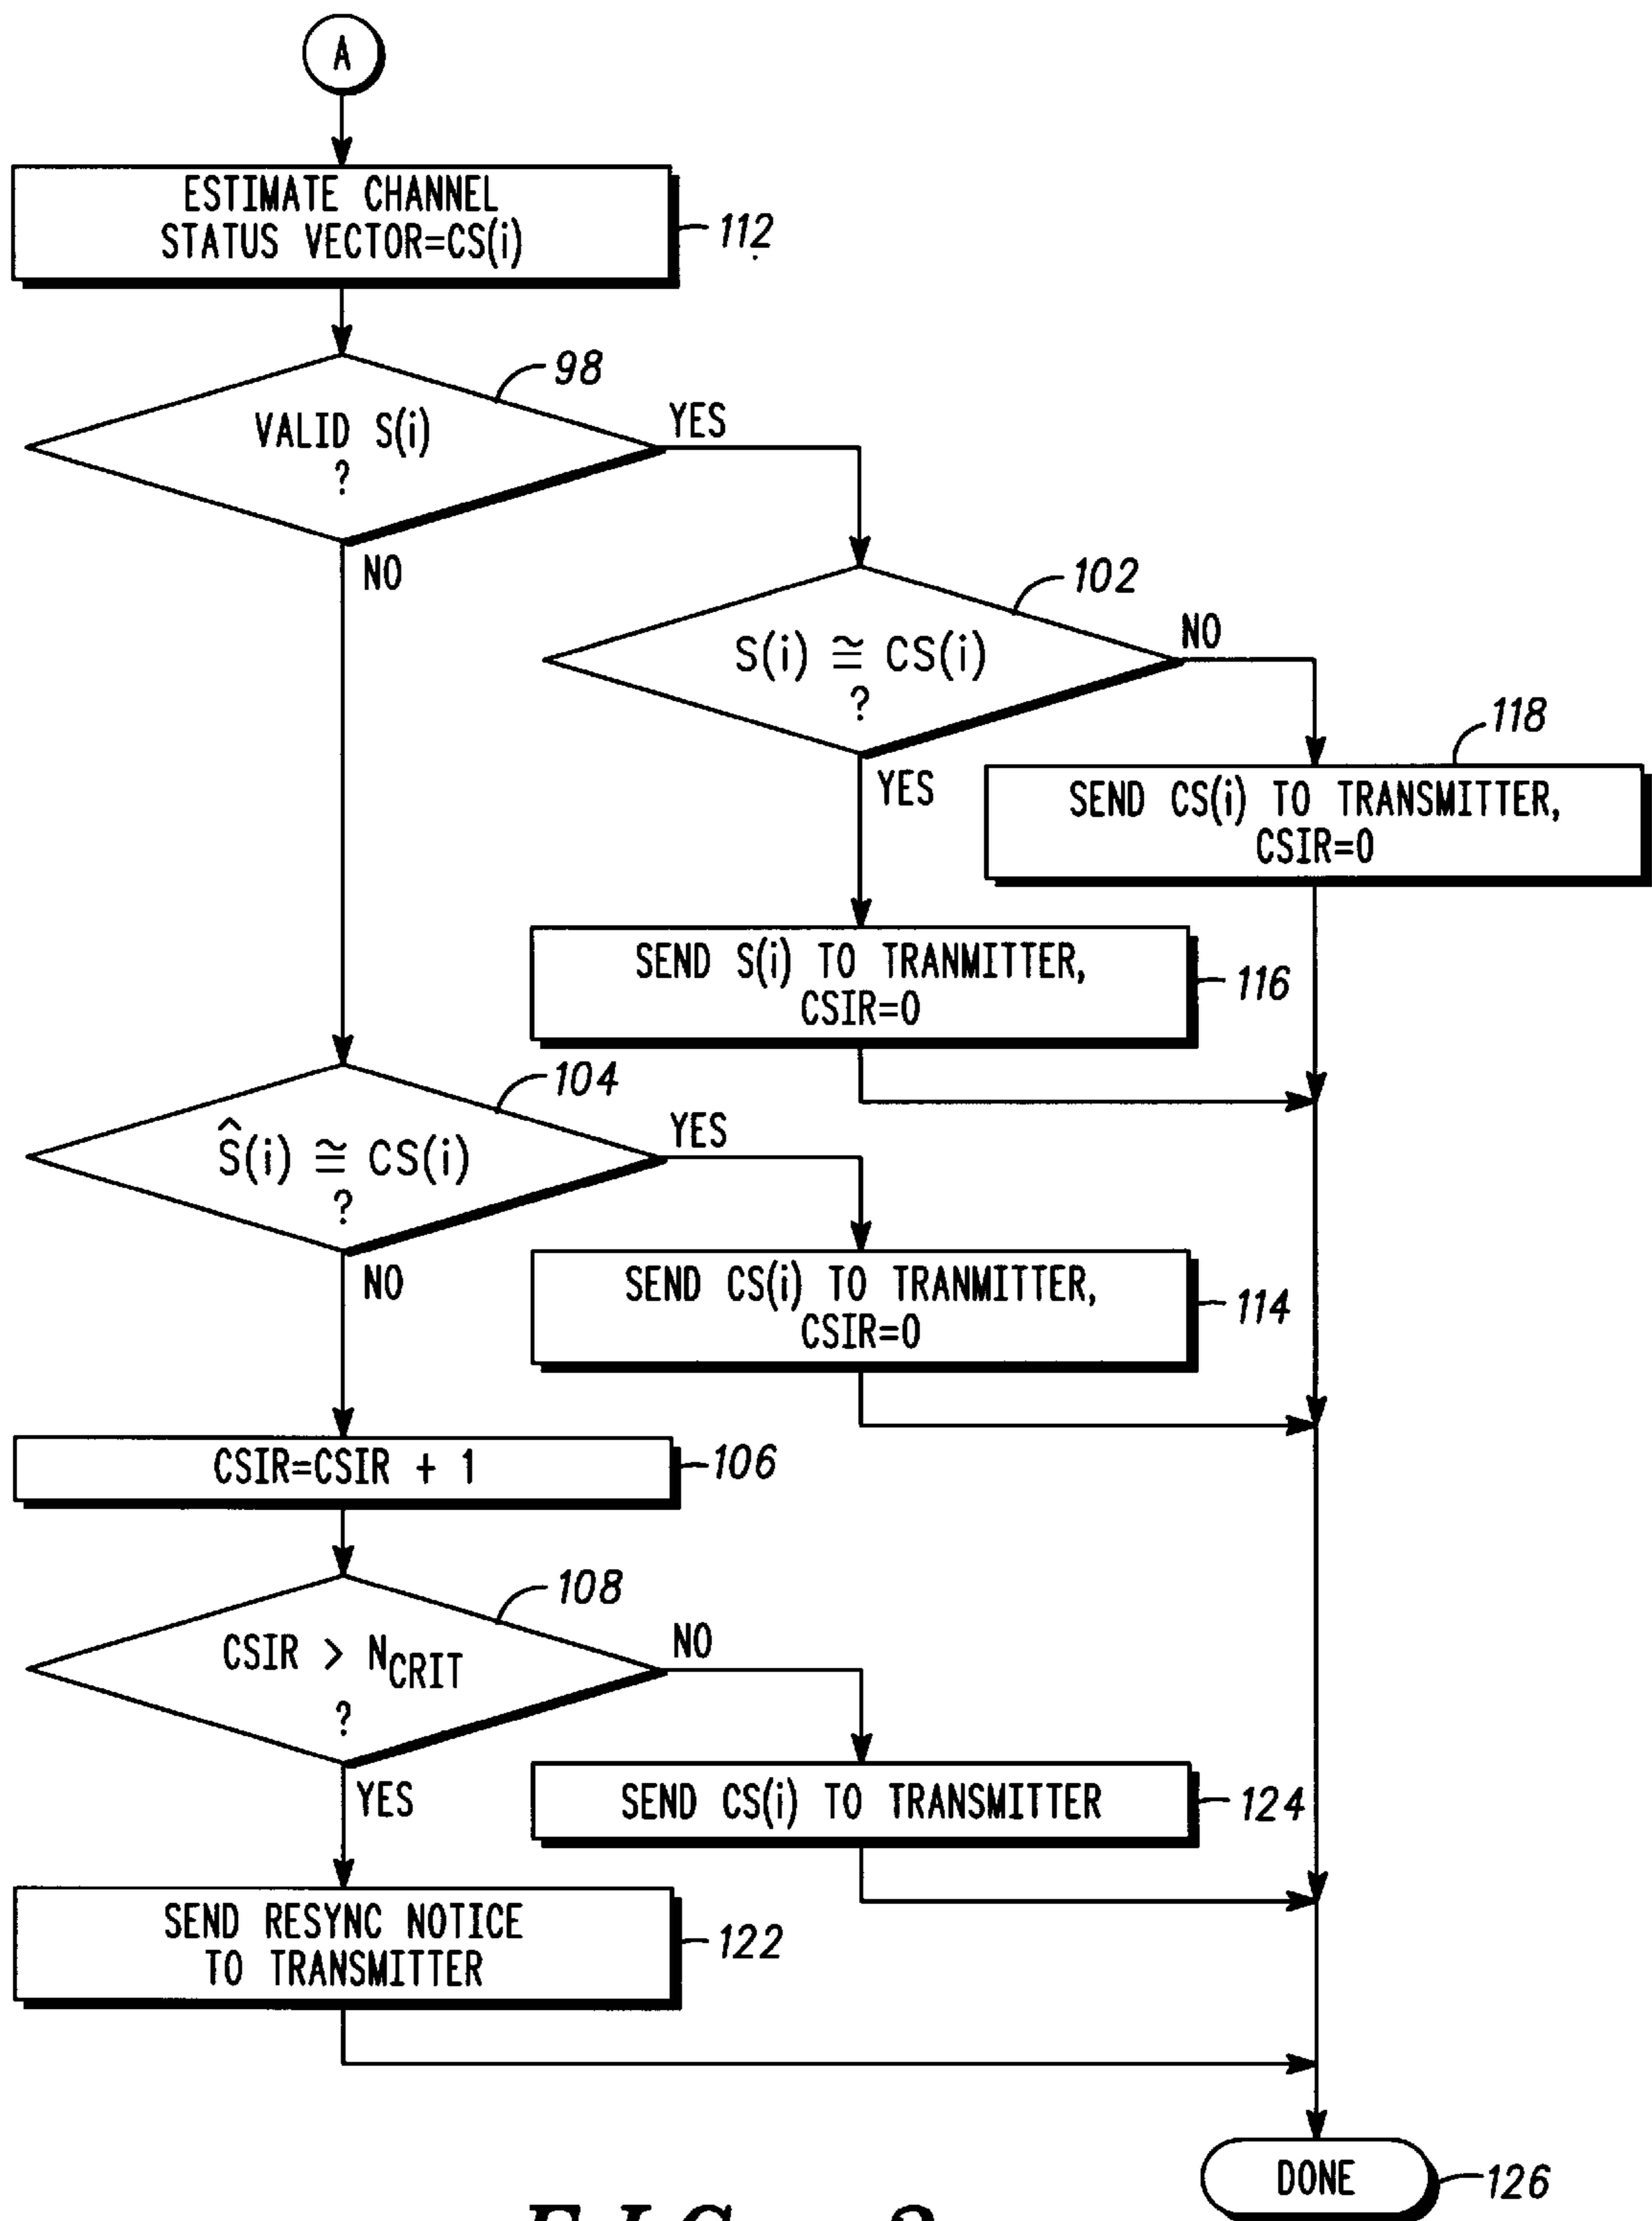 A
ESTIMATE CHANNEL
STATUS VECTOR=CS(i)
112
98
VALID S(i)
?
YES
NO
102
S(i) ≅ CS(i)
?
NO
YES
118
SEND CS(i) TO TRANSMITTER,
CSIR=0
SEND S(i) TO TRANMITTER,
CSIR=0
116
104
Ŝ(i) ≅ CS(i)
?
YES
NO
SEND CS(i) TO TRANMITTER,
CSIR=0
114
CSIR=CSIR + 1
106
108
CSIR > NCRIT
?
NO
YES
SEND CS(i) TO TRANSMITTER
124
SEND RESYNC NOTICE
TO TRANSMITTER
122
DONE
126